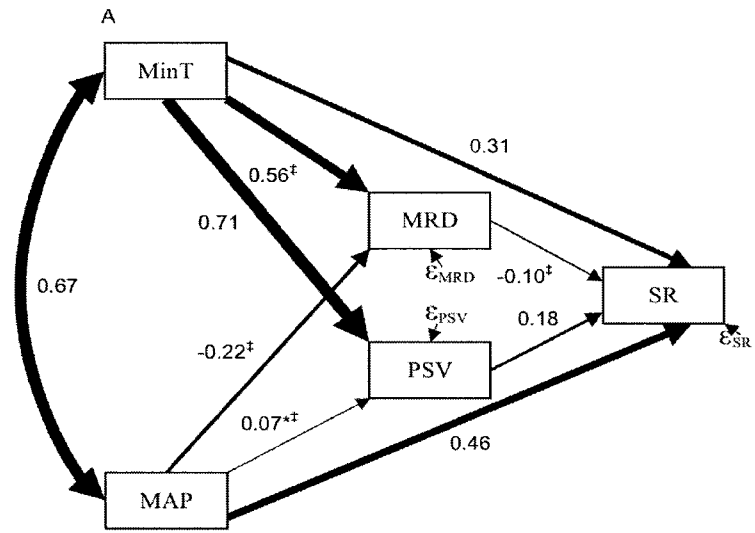 A
MinT
0.31
0.56‡
0.71
MRD
εMRD
-0.10‡
0.67
SR
εPSV
0.18
εSR
-0.22‡
PSV
0.07*‡
0.46
MAP